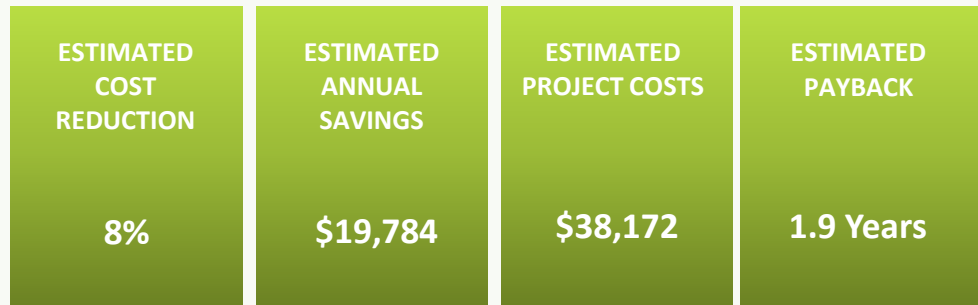 ESTIMATED
COST
REDUCTION
8%
ESTIMATED
ANNUAL
SAVINGS
$19,784
ESTIMATED
PROJECT COSTS
$38,172
ESTIMATED
PAYBACK
1.9 Years